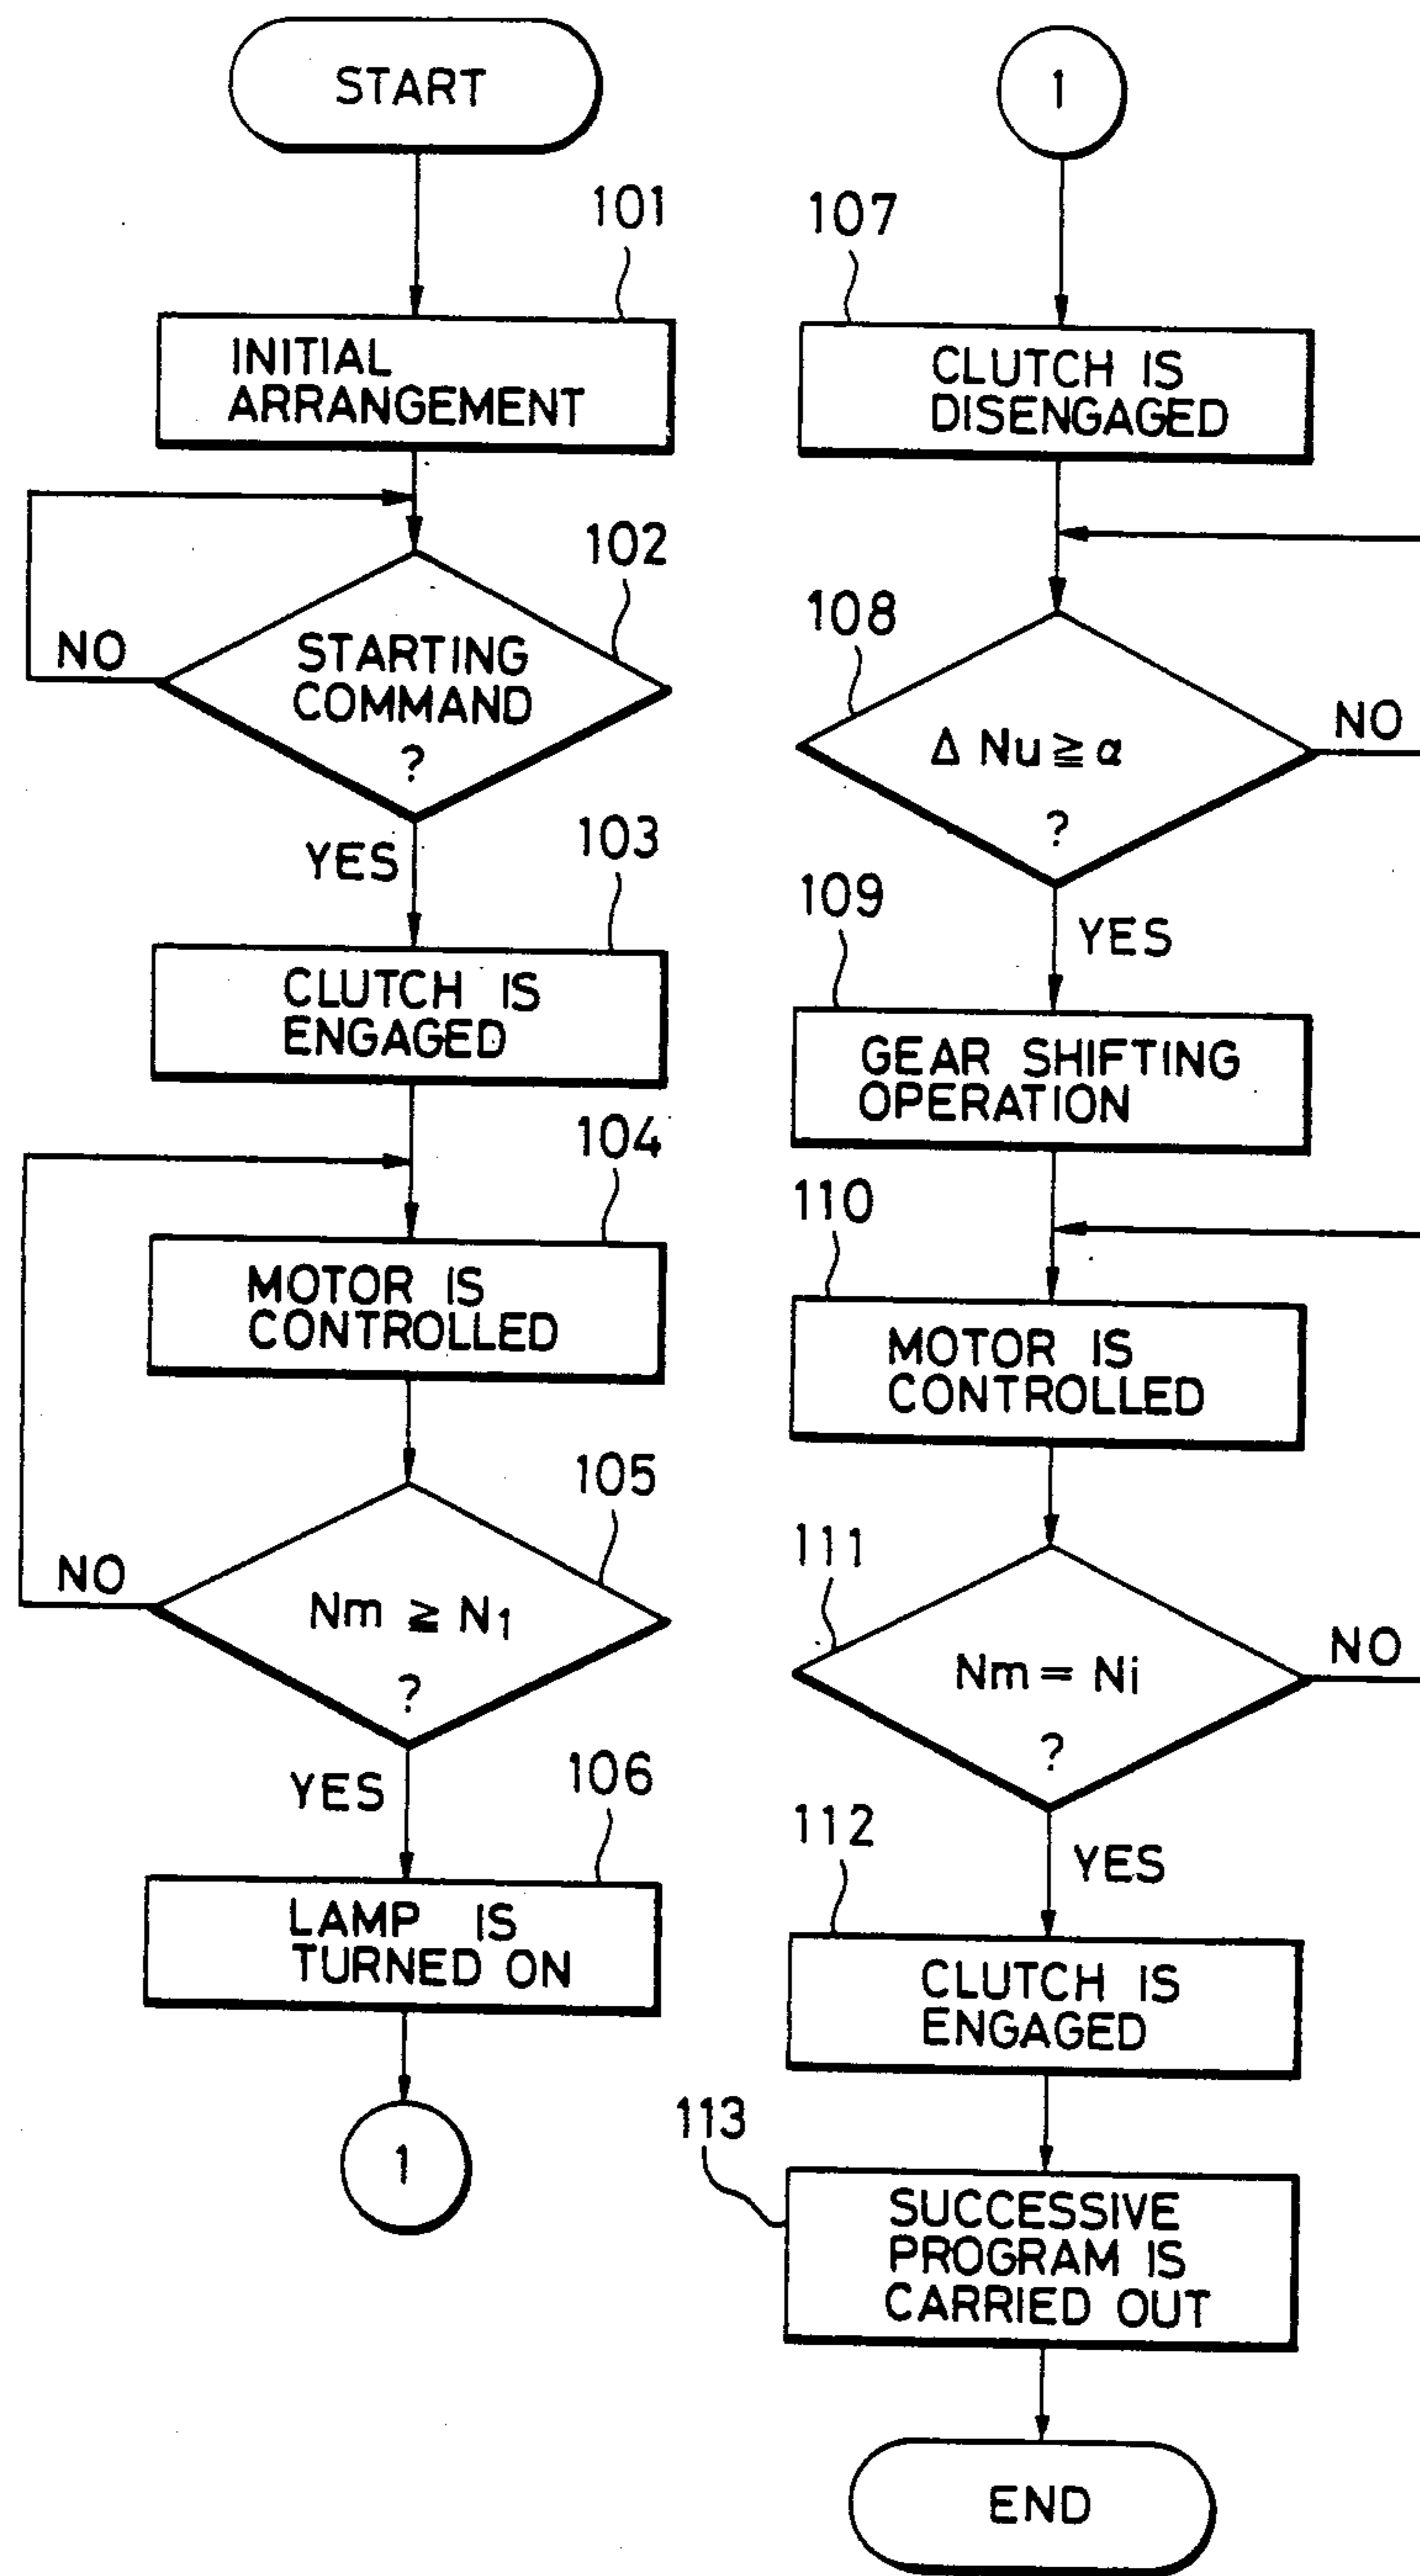 START
101
INITIAL
ARRANGEMENT
102
STARTING
COMMAND
?
NO
YES
103
CLUTCH IS
ENGAGED
104
MOTOR IS
CONTROLLED
105
Nm ≧ N1
?
NO
YES
106
LAMP IS
TURNED ON
1
1
107
CLUTCH IS
DISENGAGED
108
Δ Nu ≧ α
?
NO
YES
109
GEAR SHIFTING
OPERATION
110
MOTOR IS
CONTROLLED
111
Nm = Ni
?
NO
YES
112
CLUTCH IS
ENGAGED
113
SUCCESSIVE
PROGRAM IS
CARRIED OUT
END